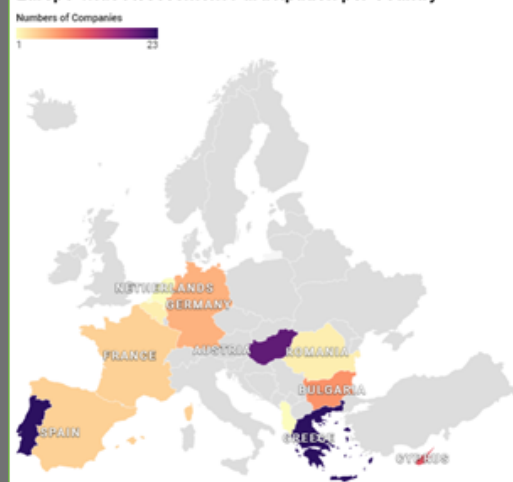 Numbers of Companies
1 23
NETHERLANDS
GERMANY
FRANCE
AUSTRIA ROMANIA
BULGARIA
SPAIN
GREECE
CYPRUS